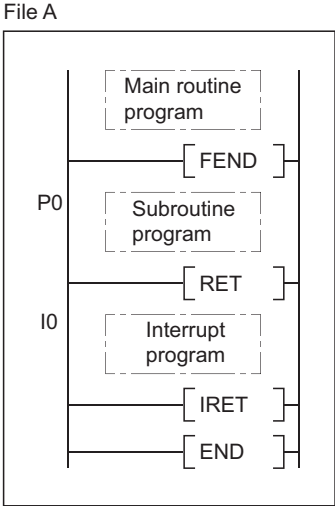 File A
Main routine
program
FEND
P0
Subroutine
program
RET
I0
Interrupt
program
IRET
END